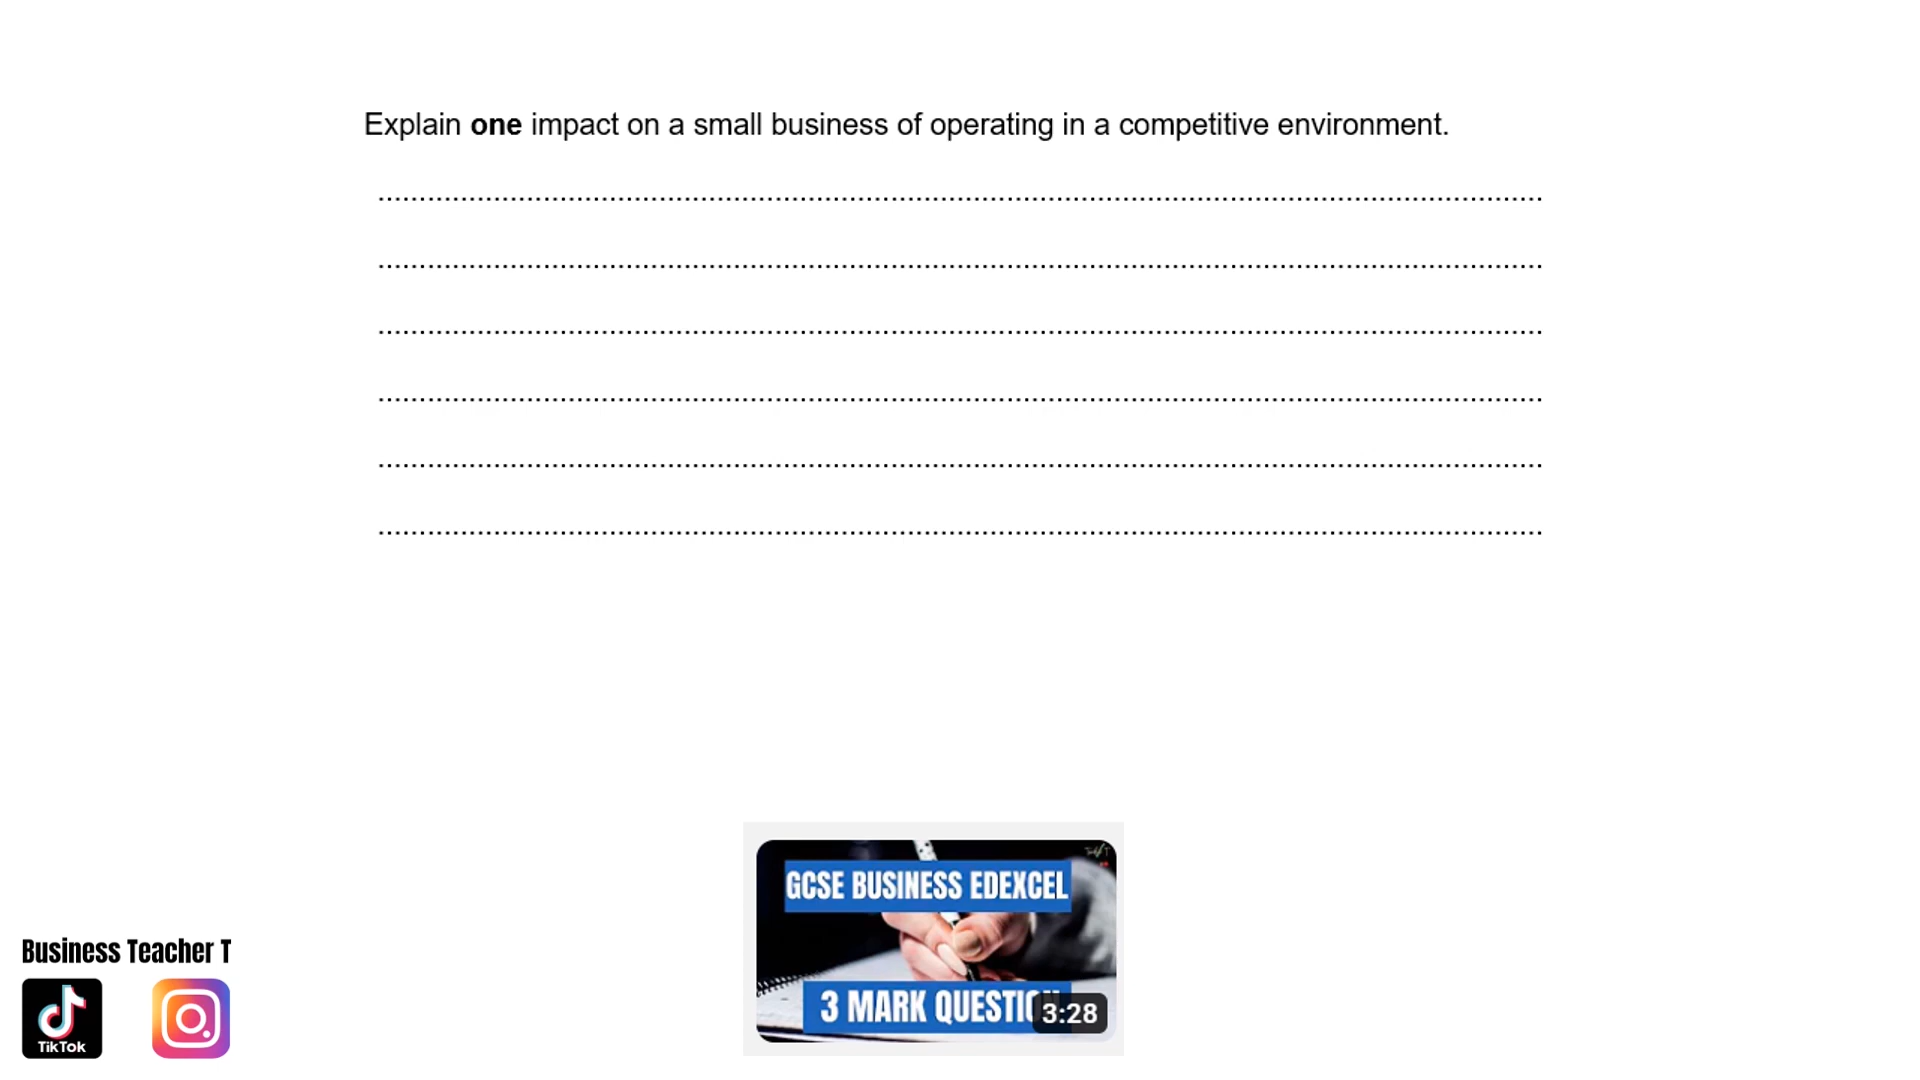 Explain one impact on a small business of operating in a competitive environment.
GCSE BUSINESS EDEXCEL
3 MARK
3:28
Business Teacher T
TikTok